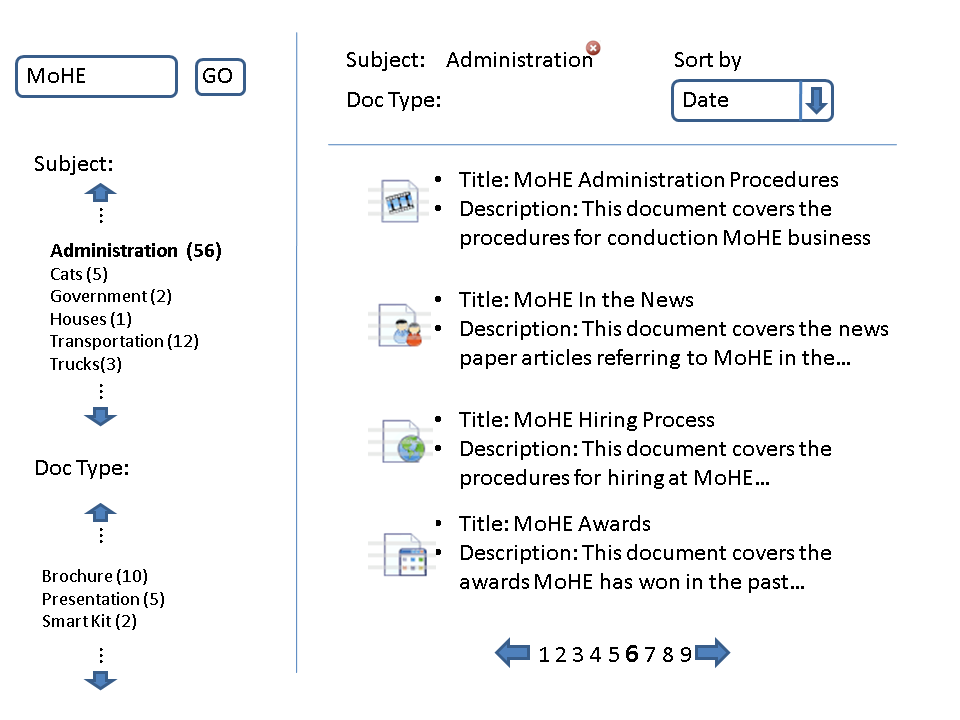 MoHE GO
Subject:
⋮
Administration (56)
Cats (5)
Government (2)
Houses (1)
Transportation (12)
Trucks(3)
⋮
Doc Type:
⋮
Brochure (10)
Presentation (5)
Smart Kit (2)
⋮
Subject: Administration
Doc Type:
Sort by
Date
• Title: MoHE Administration Procedures
• Description: This document covers the
procedures for conduction MoHE business
• Title: MoHE In the News
• Description: This document covers the news
paper articles referring to MoHE in the…
• Title: MoHE Hiring Process
• Description: This document covers the
procedures for hiring at MoHE…
• Title: MoHE Awards
• Description: This document covers the
awards MoHE has won in the past…
1 2 3 4 5 6 7 8 9